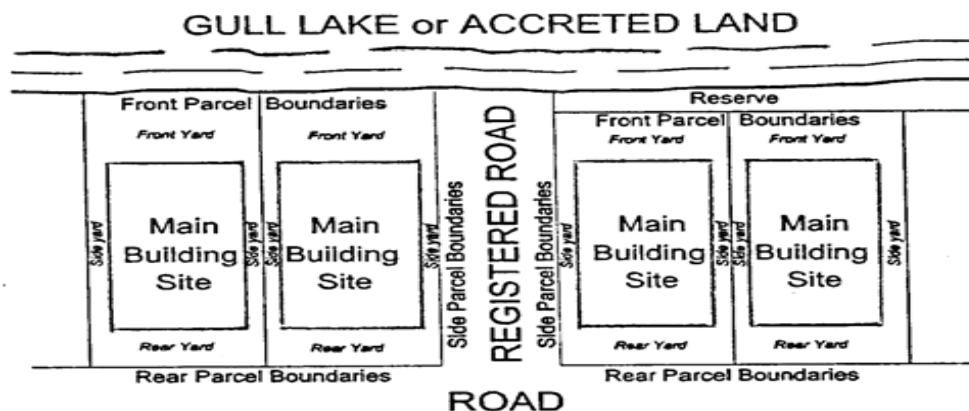 GULL LAKE or ACCRETED LAND
Front Parcel Boundaries
Reserve
Front Parcel Boundaries
Front Yard
Front Yard
Front Yard
Front Yard
Side yard
Main
Building
Site
Side yard
Side yard
Main
Building
Site
Side yard
Side Parcel Boundaries
REGISTERED ROAD
Side Parcel Boundaries
Side yard
Main
Building
Site
Side yard
Side yard
Main
Building
Site
Side yard
Rear Yard
Rear Yard
Rear Yard
Rear Yard
Rear Parcel Boundaries
Rear Parcel Boundaries
ROAD